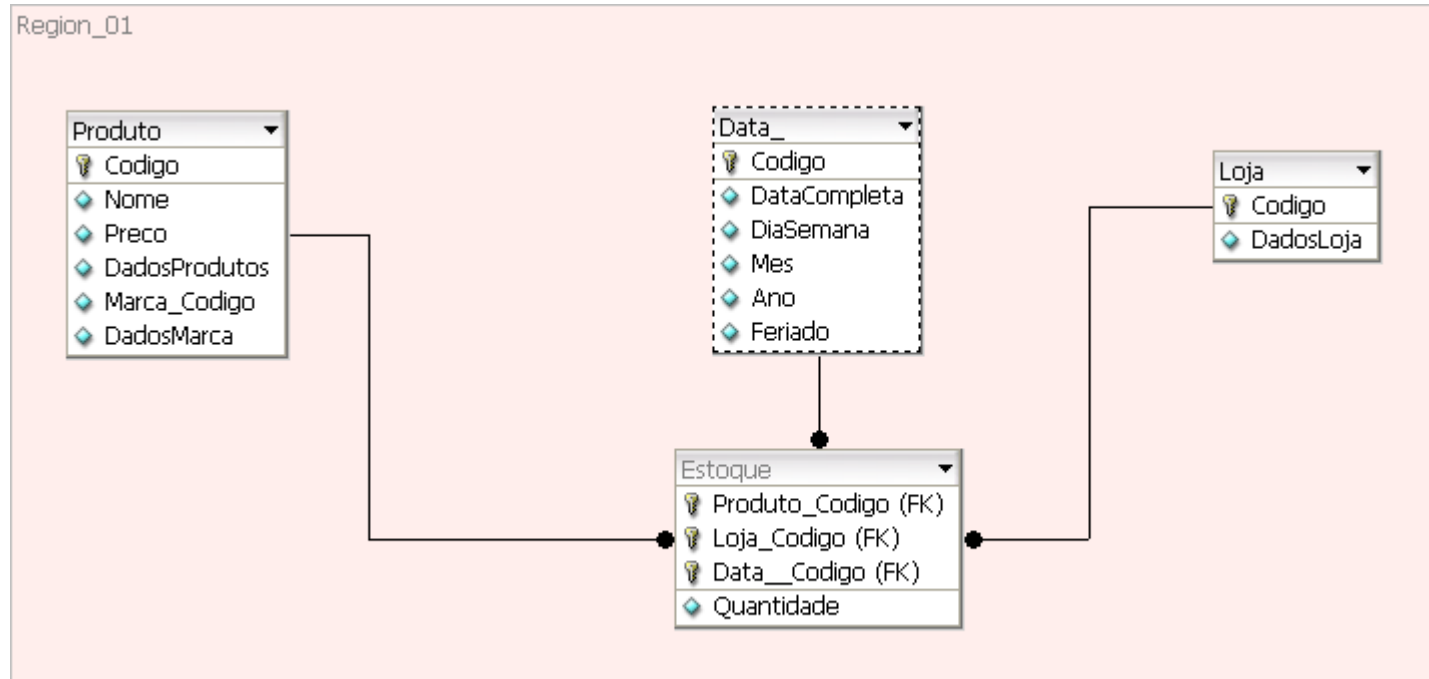 Region_01
Produto
Codigo
Nome
Preco
DadosProdutos
Marca_Codigo
DadosMarca
Data_
Codigo
DataCompleta
DiaSemana
Mes
Ano
Feriado
Loja
Codigo
DadosLoja
Estoque
Produto_Codigo (FK)
Loja_Codigo (FK)
Data__Codigo (FK)
Quantidade